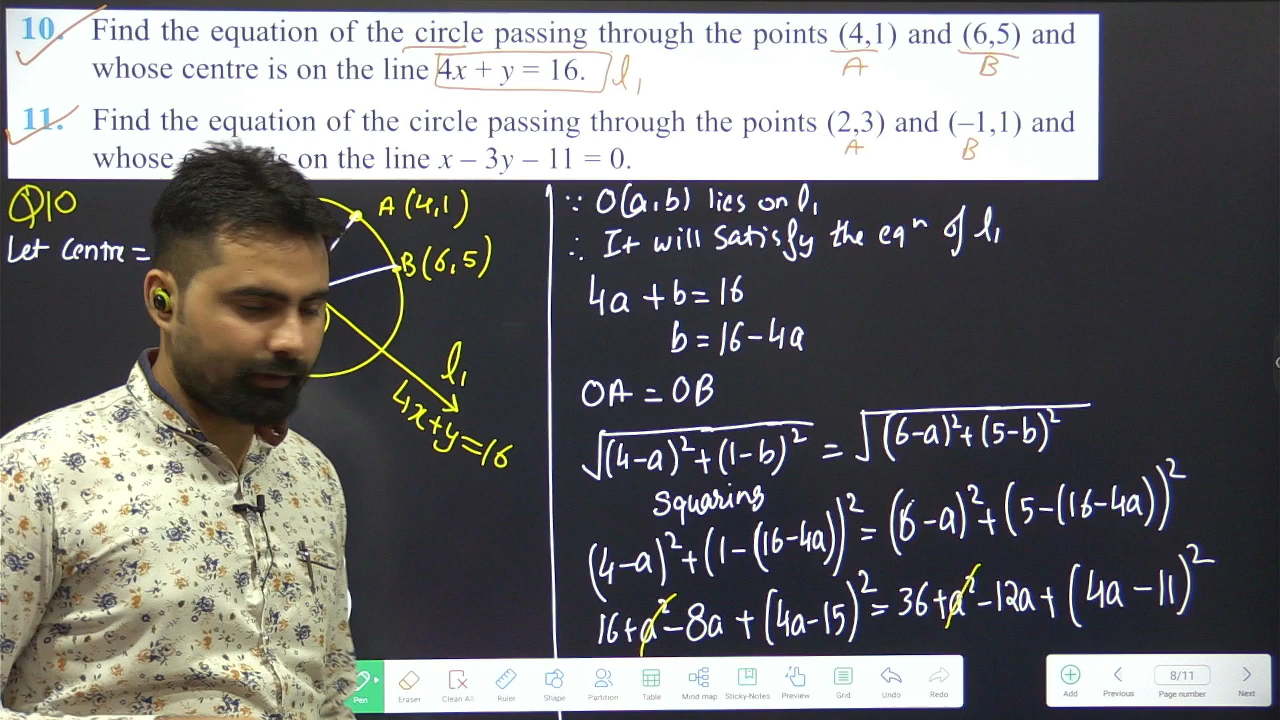 10. Find the equation of the circle passing through the points (4,1) and (6,5) and
A B
whose centre is on the line 4x + y = 16. l₁
11. Find the equation of the circle passing through the points (2,3) and (–1,1) and
A B
whose is on the line x – 3y – 11 = 0.
Q10
Let Centre =
A (4,1)
B(6,5)
l₁
4x+y=16
∵ O(a,b) lies on l₁
∴ It will satisfy the eqⁿ of l₁
4a + b = 16
b = 16-4a
OA = OB
√(4-a)²+(1-b)² = √(6-a)²+(5-b)²
Squaring
(4-a)²+(1-(16-4a))² = (6-a)²+(5-(16-4a))²
16+a²-8a+(4a-15)² = 36+a²-12a+(4a-11)²
Pen Eraser Clean All Ruler Shape Partition Table Mind map Sticky-Notes Preview Grid Undo Redo
Add Previous 8/11 Page number Next